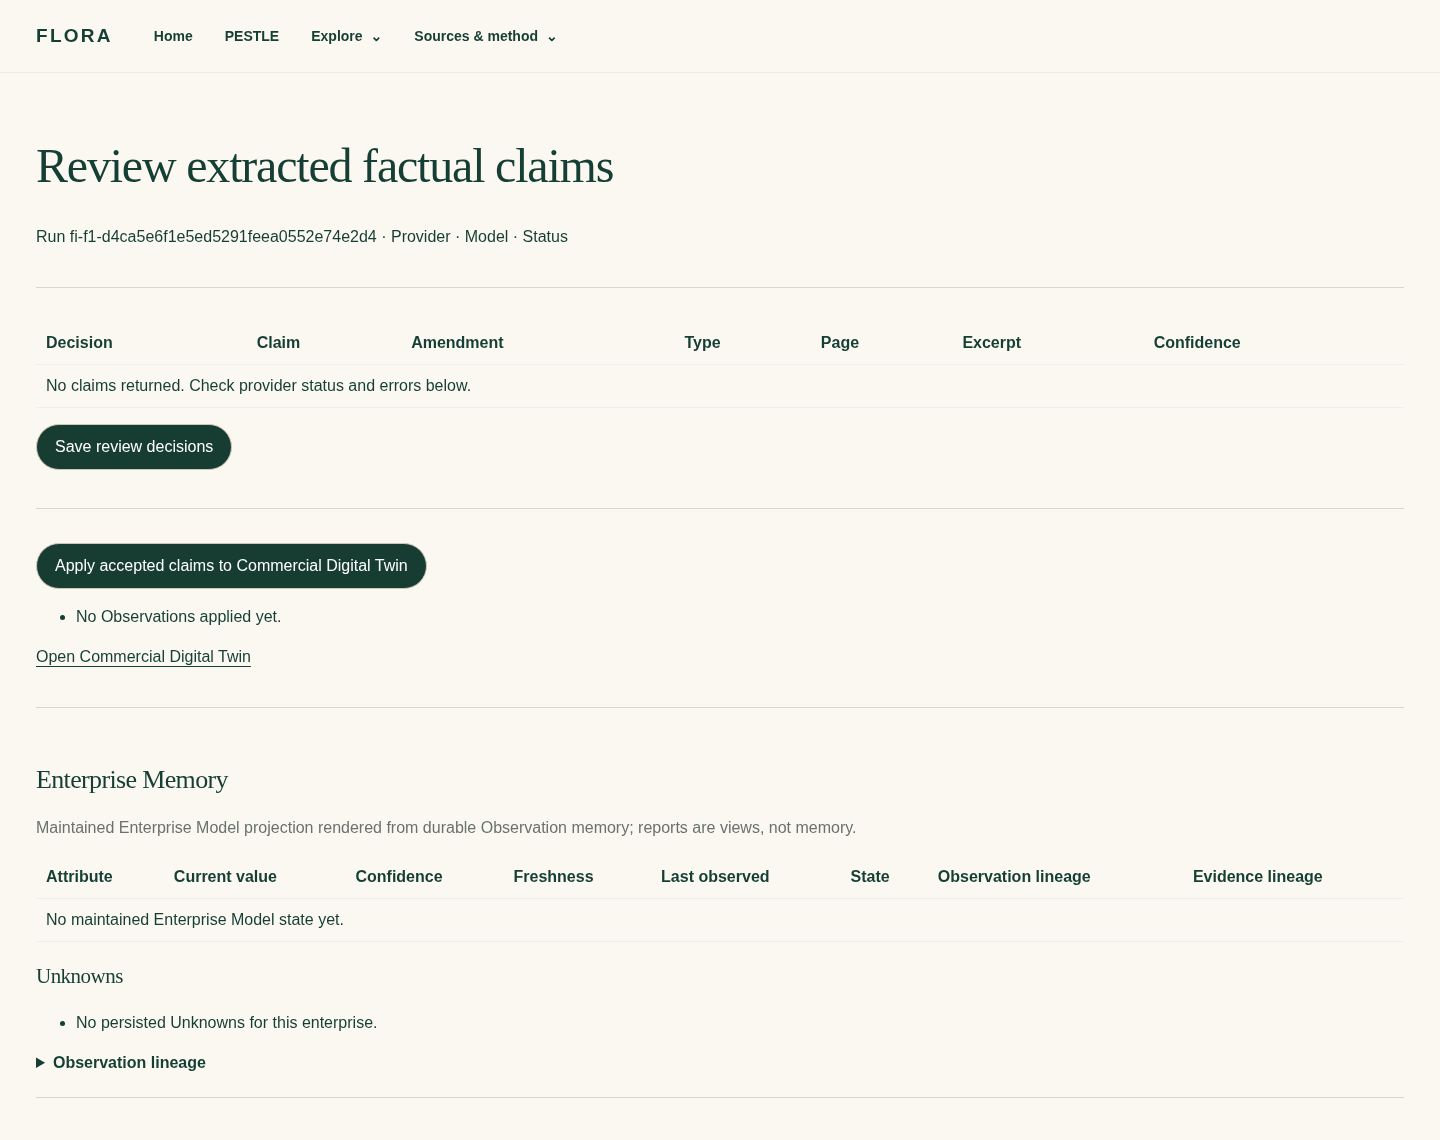 FLORA Home PESTLE Explore Sources & method
Review extracted factual claims
Run fi-f1-d4ca5e6f1e5ed5291feea0552e74e2d4 · Provider · Model · Status
Decision Claim Amendment Type Page Excerpt Confidence
No claims returned. Check provider status and errors below.
Save review decisions
Apply accepted claims to Commercial Digital Twin
• No Observations applied yet.
Open Commercial Digital Twin
Enterprise Memory
Maintained Enterprise Model projection rendered from durable Observation memory; reports are views, not memory.
Attribute Current value Confidence Freshness Last observed State Observation lineage Evidence lineage
No maintained Enterprise Model state yet.
Unknowns
• No persisted Unknowns for this enterprise.
Observation lineage